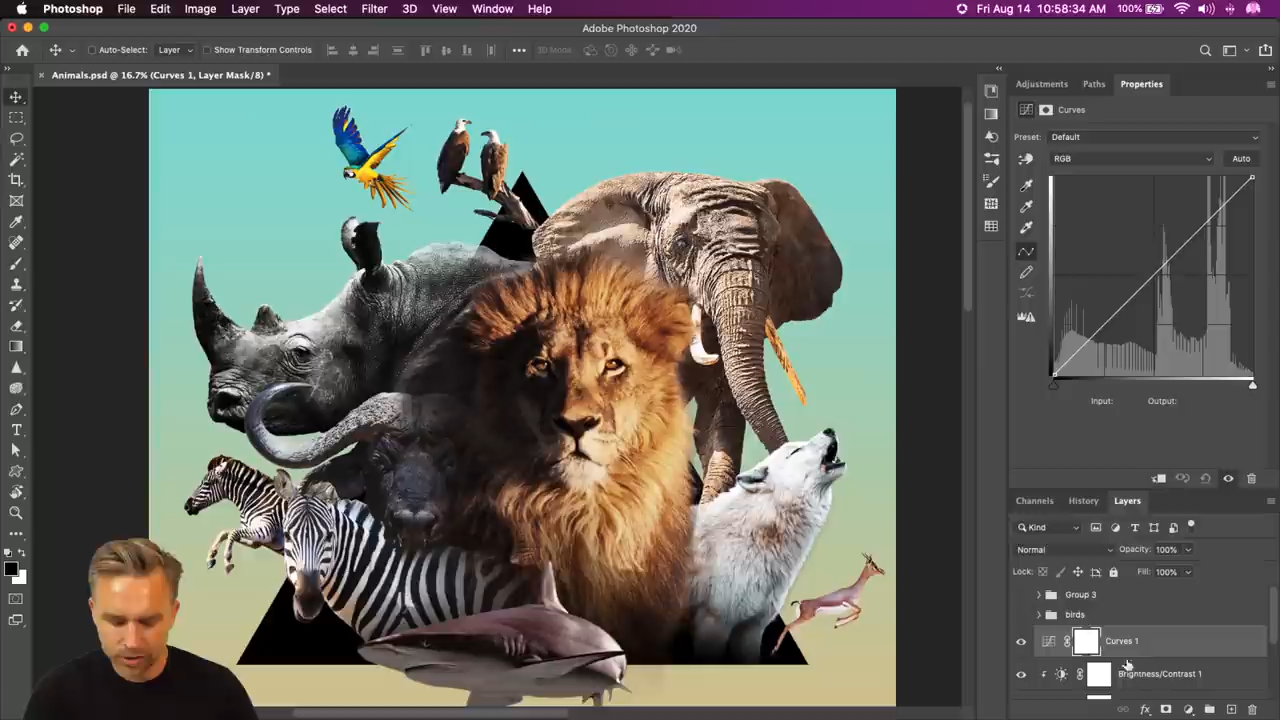 Photoshop File Edit Image Layer Type Select Filter 3D View Window Help 100% Fri Aug 14 10:58:34 AM
Adobe Photoshop 2020
Auto-Select: Layer Show Transform Controls 3D Mode:
Animals.psd @ 16.7% (Curves 1, Layer Mask/8) *
Adjustments Paths Properties
Curves
Preset: Default
RGB Auto
Input: Output:
Channels History Layers
Kind
Normal Opacity: 100%
Lock: Fill: 100%
Group 3
birds
Curves 1
Brightness/Contrast 1